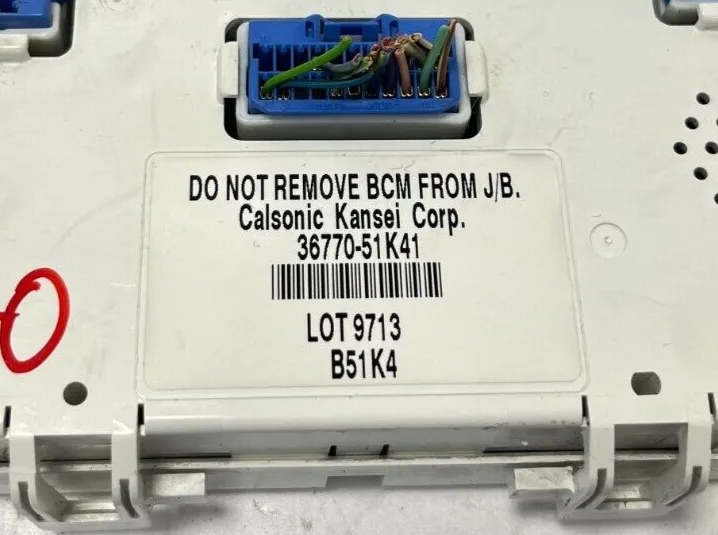 DO NOT REMOVE BCM FROM J/B.
Calsonic Kansei Corp.
36770-51K41
LOT 9713
B51K4